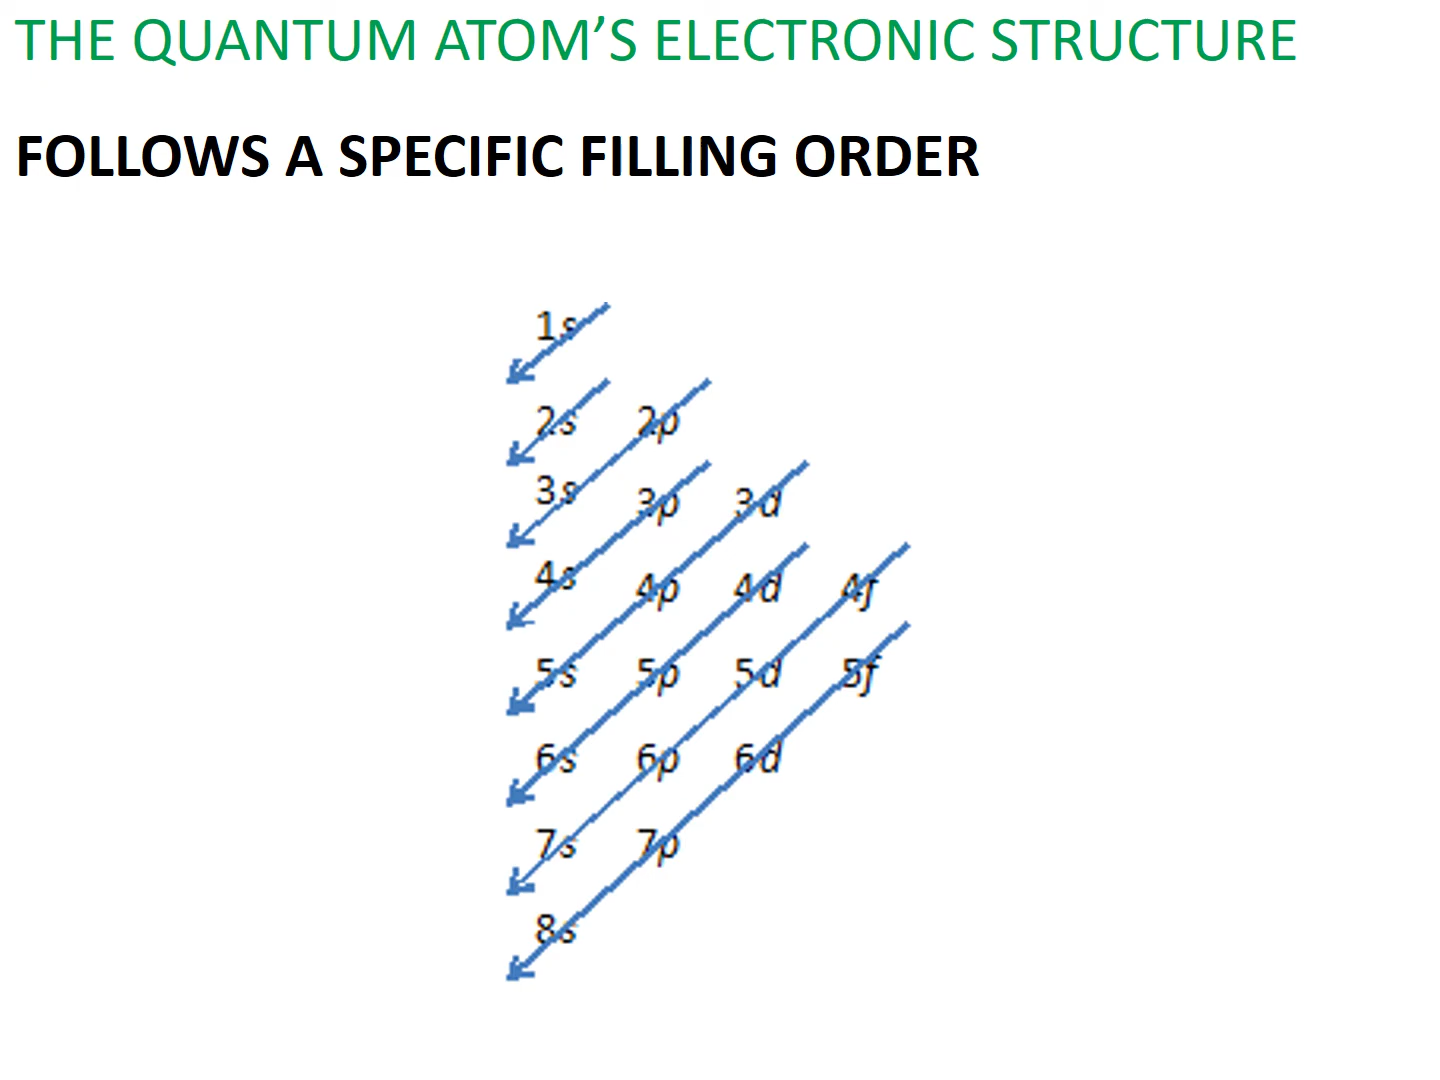 THE QUANTUM ATOM’S ELECTRONIC STRUCTURE
FOLLOWS A SPECIFIC FILLING ORDER
1s
2s 2p
3s 3p 3d
4s 4p 4d 4f
5s 5p 5d 5f
6s 6p 6d
7s 7p
8s